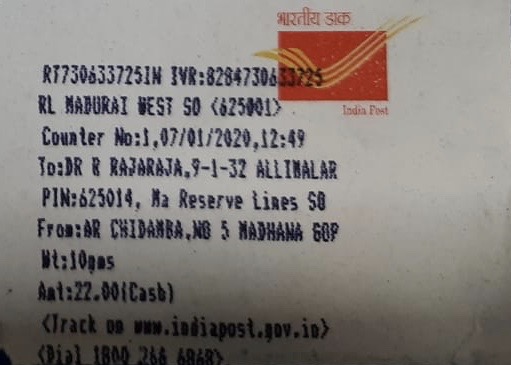 भारतीय डाक
India Post
RT730633725IN IVR:8284730633725
RL MADURAI WEST SO <625001>
Counter No:1,07/01/2020,12:49
To:DR R RAJARAJA,9-1-32 ALLIMALAR
PIN:625014, Ma Reserve Lines SO
From:AR CHIDAMBA,NO 5 MADHANA GOP
Wt:10gms
Amt:22.00(Cash)
<Track on www.indiapost.gov.in>
<Dial 1800 266 6868>